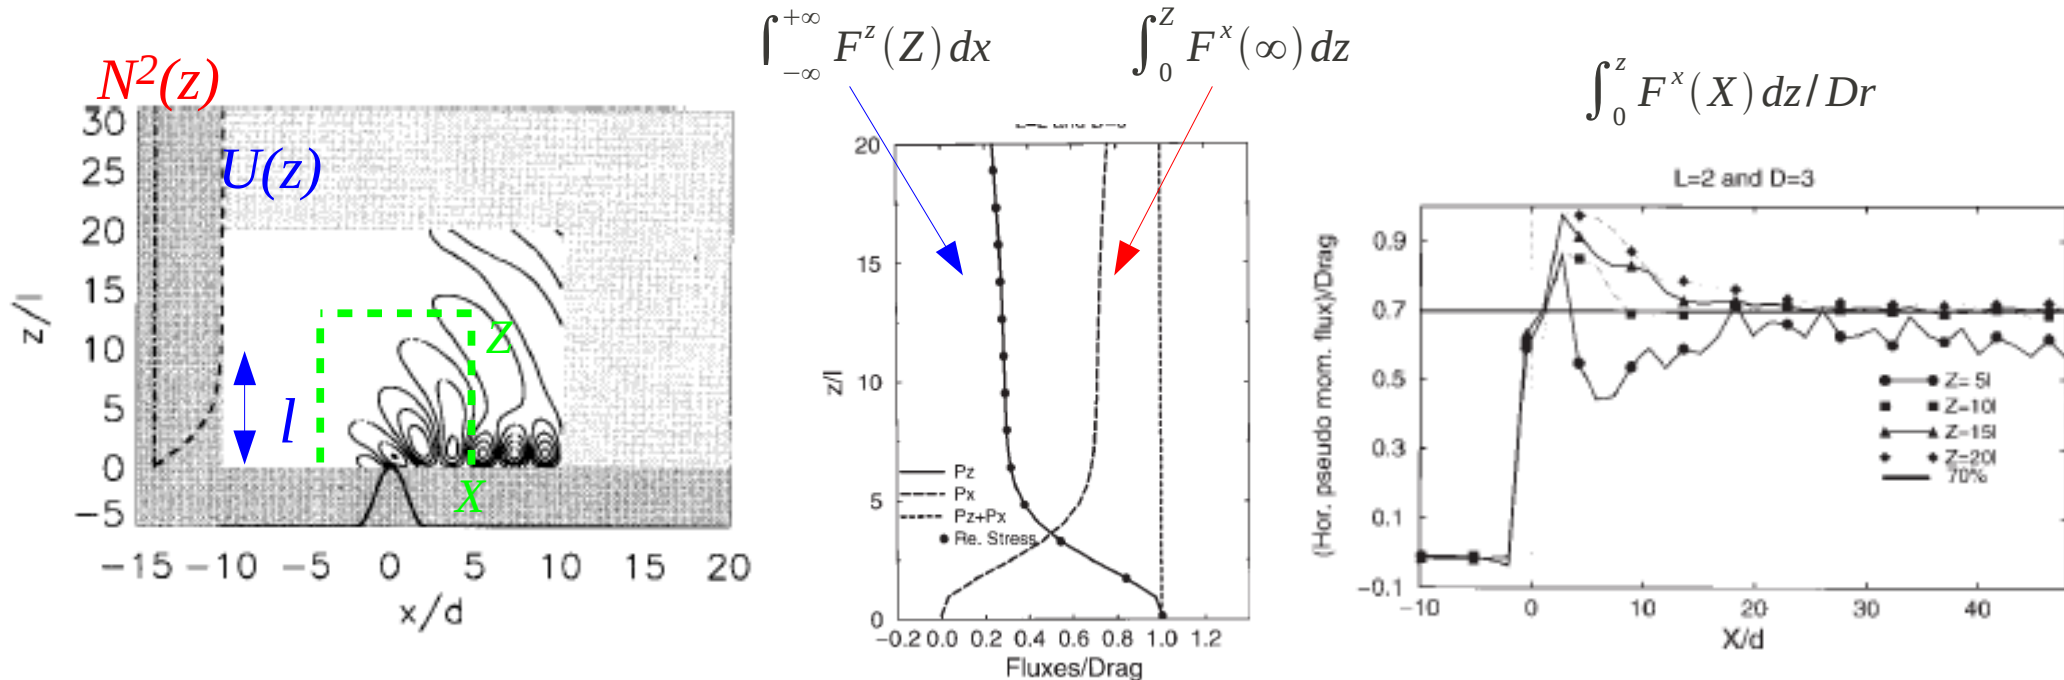 N²(z)
U(z)
30
25
20
15
10
5
0
−5
z/l
l
Z
X
−15 −10 −5 0 5 10 20
x/d
∫_{−∞}^{+∞} F^z(Z) dx
∫_0^Z F^x(∞) dz
20
15
10
5
0
z/l
Pz
Px
Pz+Px
Re. Stress
−0.2 0.0 0.2 0.4 0.6 0.8 1.0 1.2
Fluxes/Drag
∫_0^z F^x(X) dz/Dr
L=2 and D=3
0.9
0.7
0.5
0.3
0.1
−0.1
(Hor. pseudo mom. flux)/Drag
Z= 5l
Z=10l
Z=15l
Z=20l
70%
−10 0 10 20 30 40
X/d